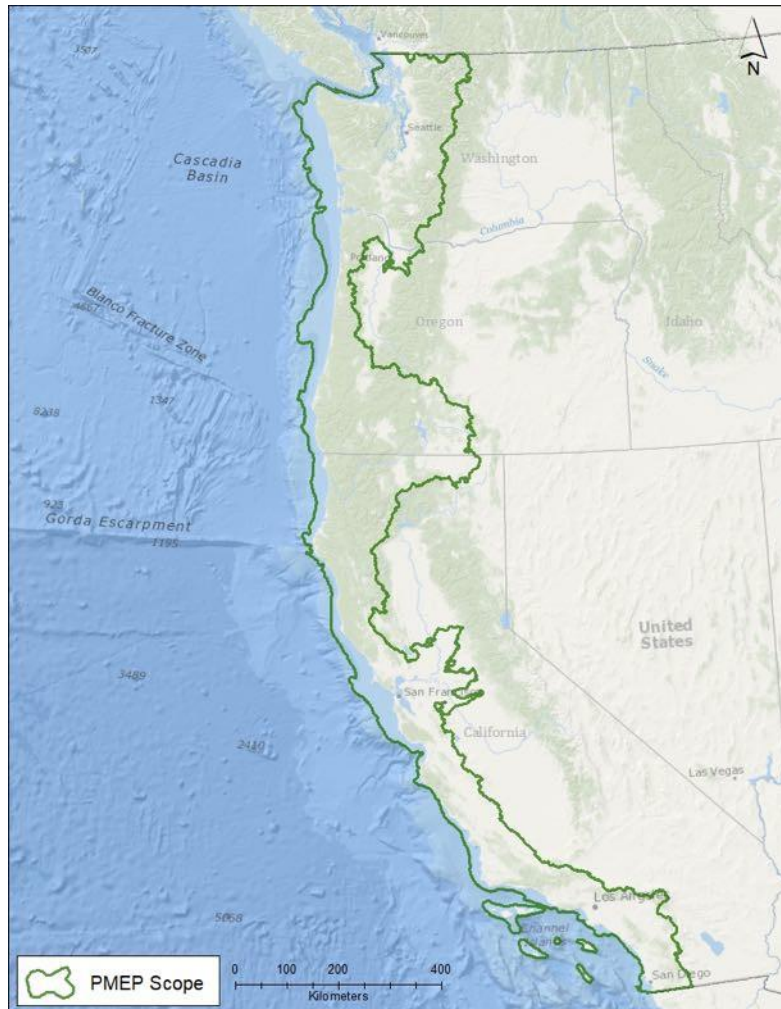 3507
Vancouver
N
Seattle
Cascadia
Basin
Washington
Columbia
Portland
Blanco Fracture Zone
4667
Oregon
Idaho
Snake
1347
8238
923
Gorda Escarpment
1195
United
States
3489
San Francisco
California
2410
Las Vegas
Los Angeles
5068
Channel
Islands
San Diego
PMEP Scope
0 100 200 400
Kilometers